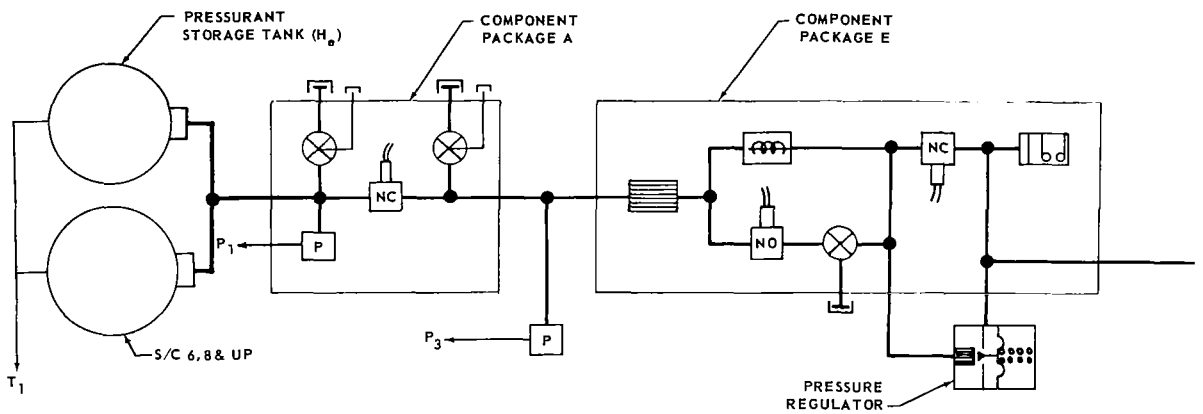 PRESSURANT
STORAGE TANK (He)
COMPONENT
PACKAGE A
COMPONENT
PACKAGE E
NC
NC
P1
P
NO
P3
P
S/C 6,8 & UP
T1
PRESSURE
REGULATOR